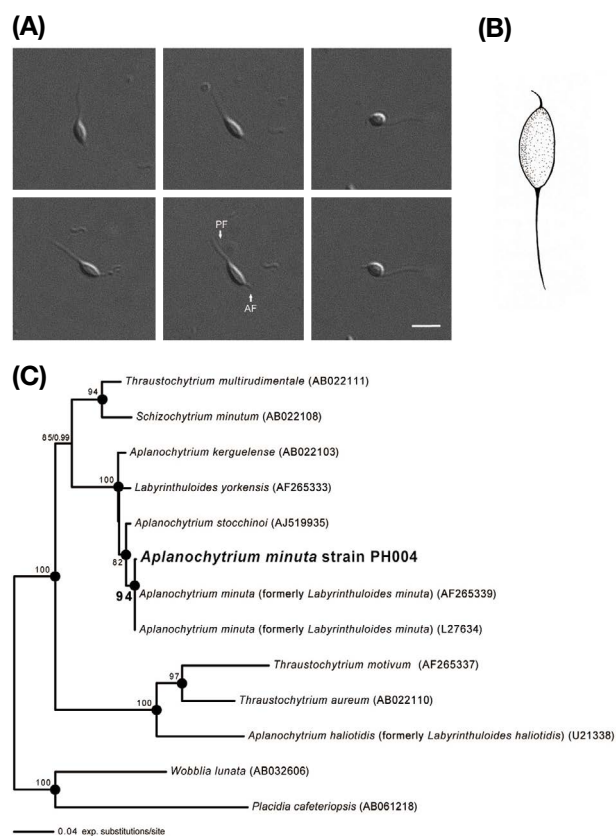 (A)
(B)
PF
AF
(C)
94
Thraustochytrium multirudimentale (AB022111)
Schizochytrium minutum (AB022108)
85/0.99
Aplanochytrium kerguelense (AB022103)
100
Labyrinthuloides yorkensis (AF265333)
Aplanochytrium stocchinoi (AJ519935)
82
Aplanochytrium minuta strain PH004
94
Aplanochytrium minuta (formerly Labyrinthuloides minuta) (AF265339)
100
Aplanochytrium minuta (formerly Labyrinthuloides minuta) (L27634)
Thraustochytrium motivum (AF265337)
97
100
Thraustochytrium aureum (AB022110)
Aplanochytrium haliotidis (formerly Labyrinthuloides haliotidis) (U21338)
Wobblia lunata (AB032606)
100
Placidia cafeteriopsis (AB061218)
0.04 exp. substitutions/site